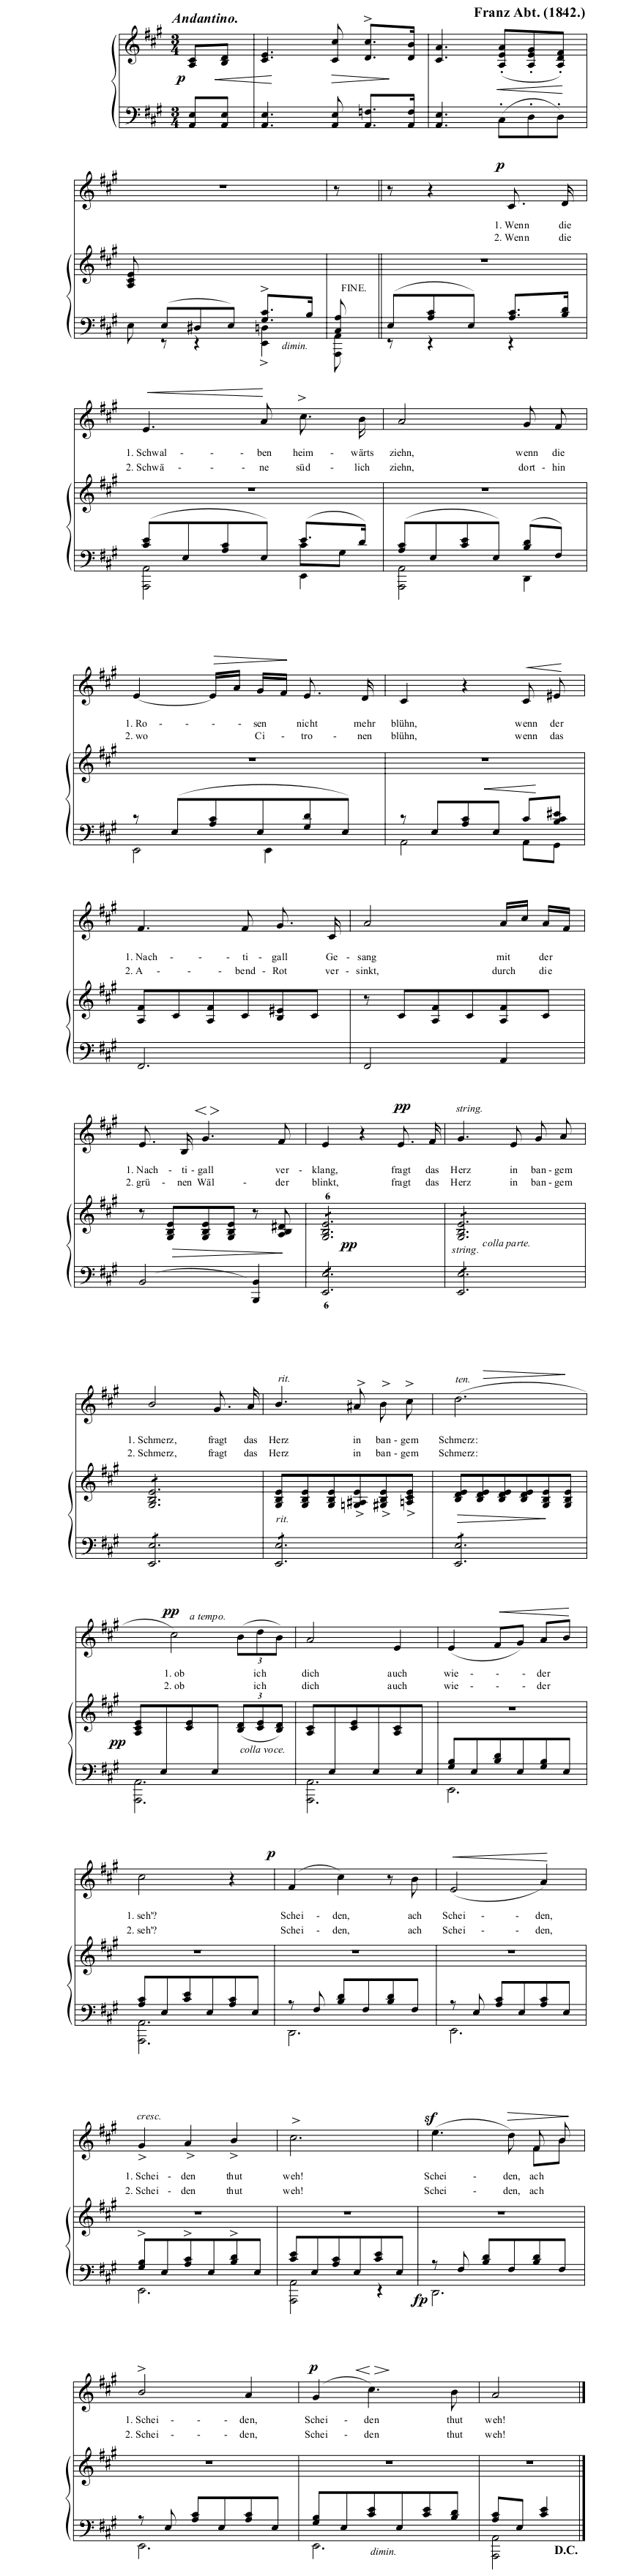 Andantino.
Franz Abt. (1842.)
p
p
1. Wenn die
2. Wenn die
FINE.
dimin.
1. Schwal - - - ben heim - wärts ziehn, wenn die
2. Schwä - - - ne süd - lich ziehn, dort - hin
1. Ro - - - - sen nicht mehr blühn, wenn der
2. wo Ci - tro - nen blühn, wenn das
1. Nach - - - ti - gall Ge - sang mit der
2. A - - - bend - Rot ver - sinkt, durch die
pp string.
1. Nach - ti - gall ver - klang, fragt das Herz in ban - gem
2. grü - nen Wäl - der blinkt, fragt das Herz in ban - gem
6
pp string. colla parte.
6
rit. ten.
1. Schmerz, fragt das Herz in ban - gem Schmerz:
2. Schmerz, fragt das Herz in ban - gem Schmerz:
rit.
pp a tempo.
3
1. ob ich dich auch wie - - - der
2. ob ich dich auch wie - - - der
3
pp colla voce.
p
1. seh'? Schei - den, ach Schei - - den,
2. seh'? Schei - den, ach Schei - - den,
cresc. sf
1. Schei - den thut weh! Schei - den, ach
2. Schei - den thut weh! Schei - den, ach
fp
p
1. Schei - - - den, Schei - den thut weh!
2. Schei - - - den, Schei - den thut weh!
dimin. D.C.